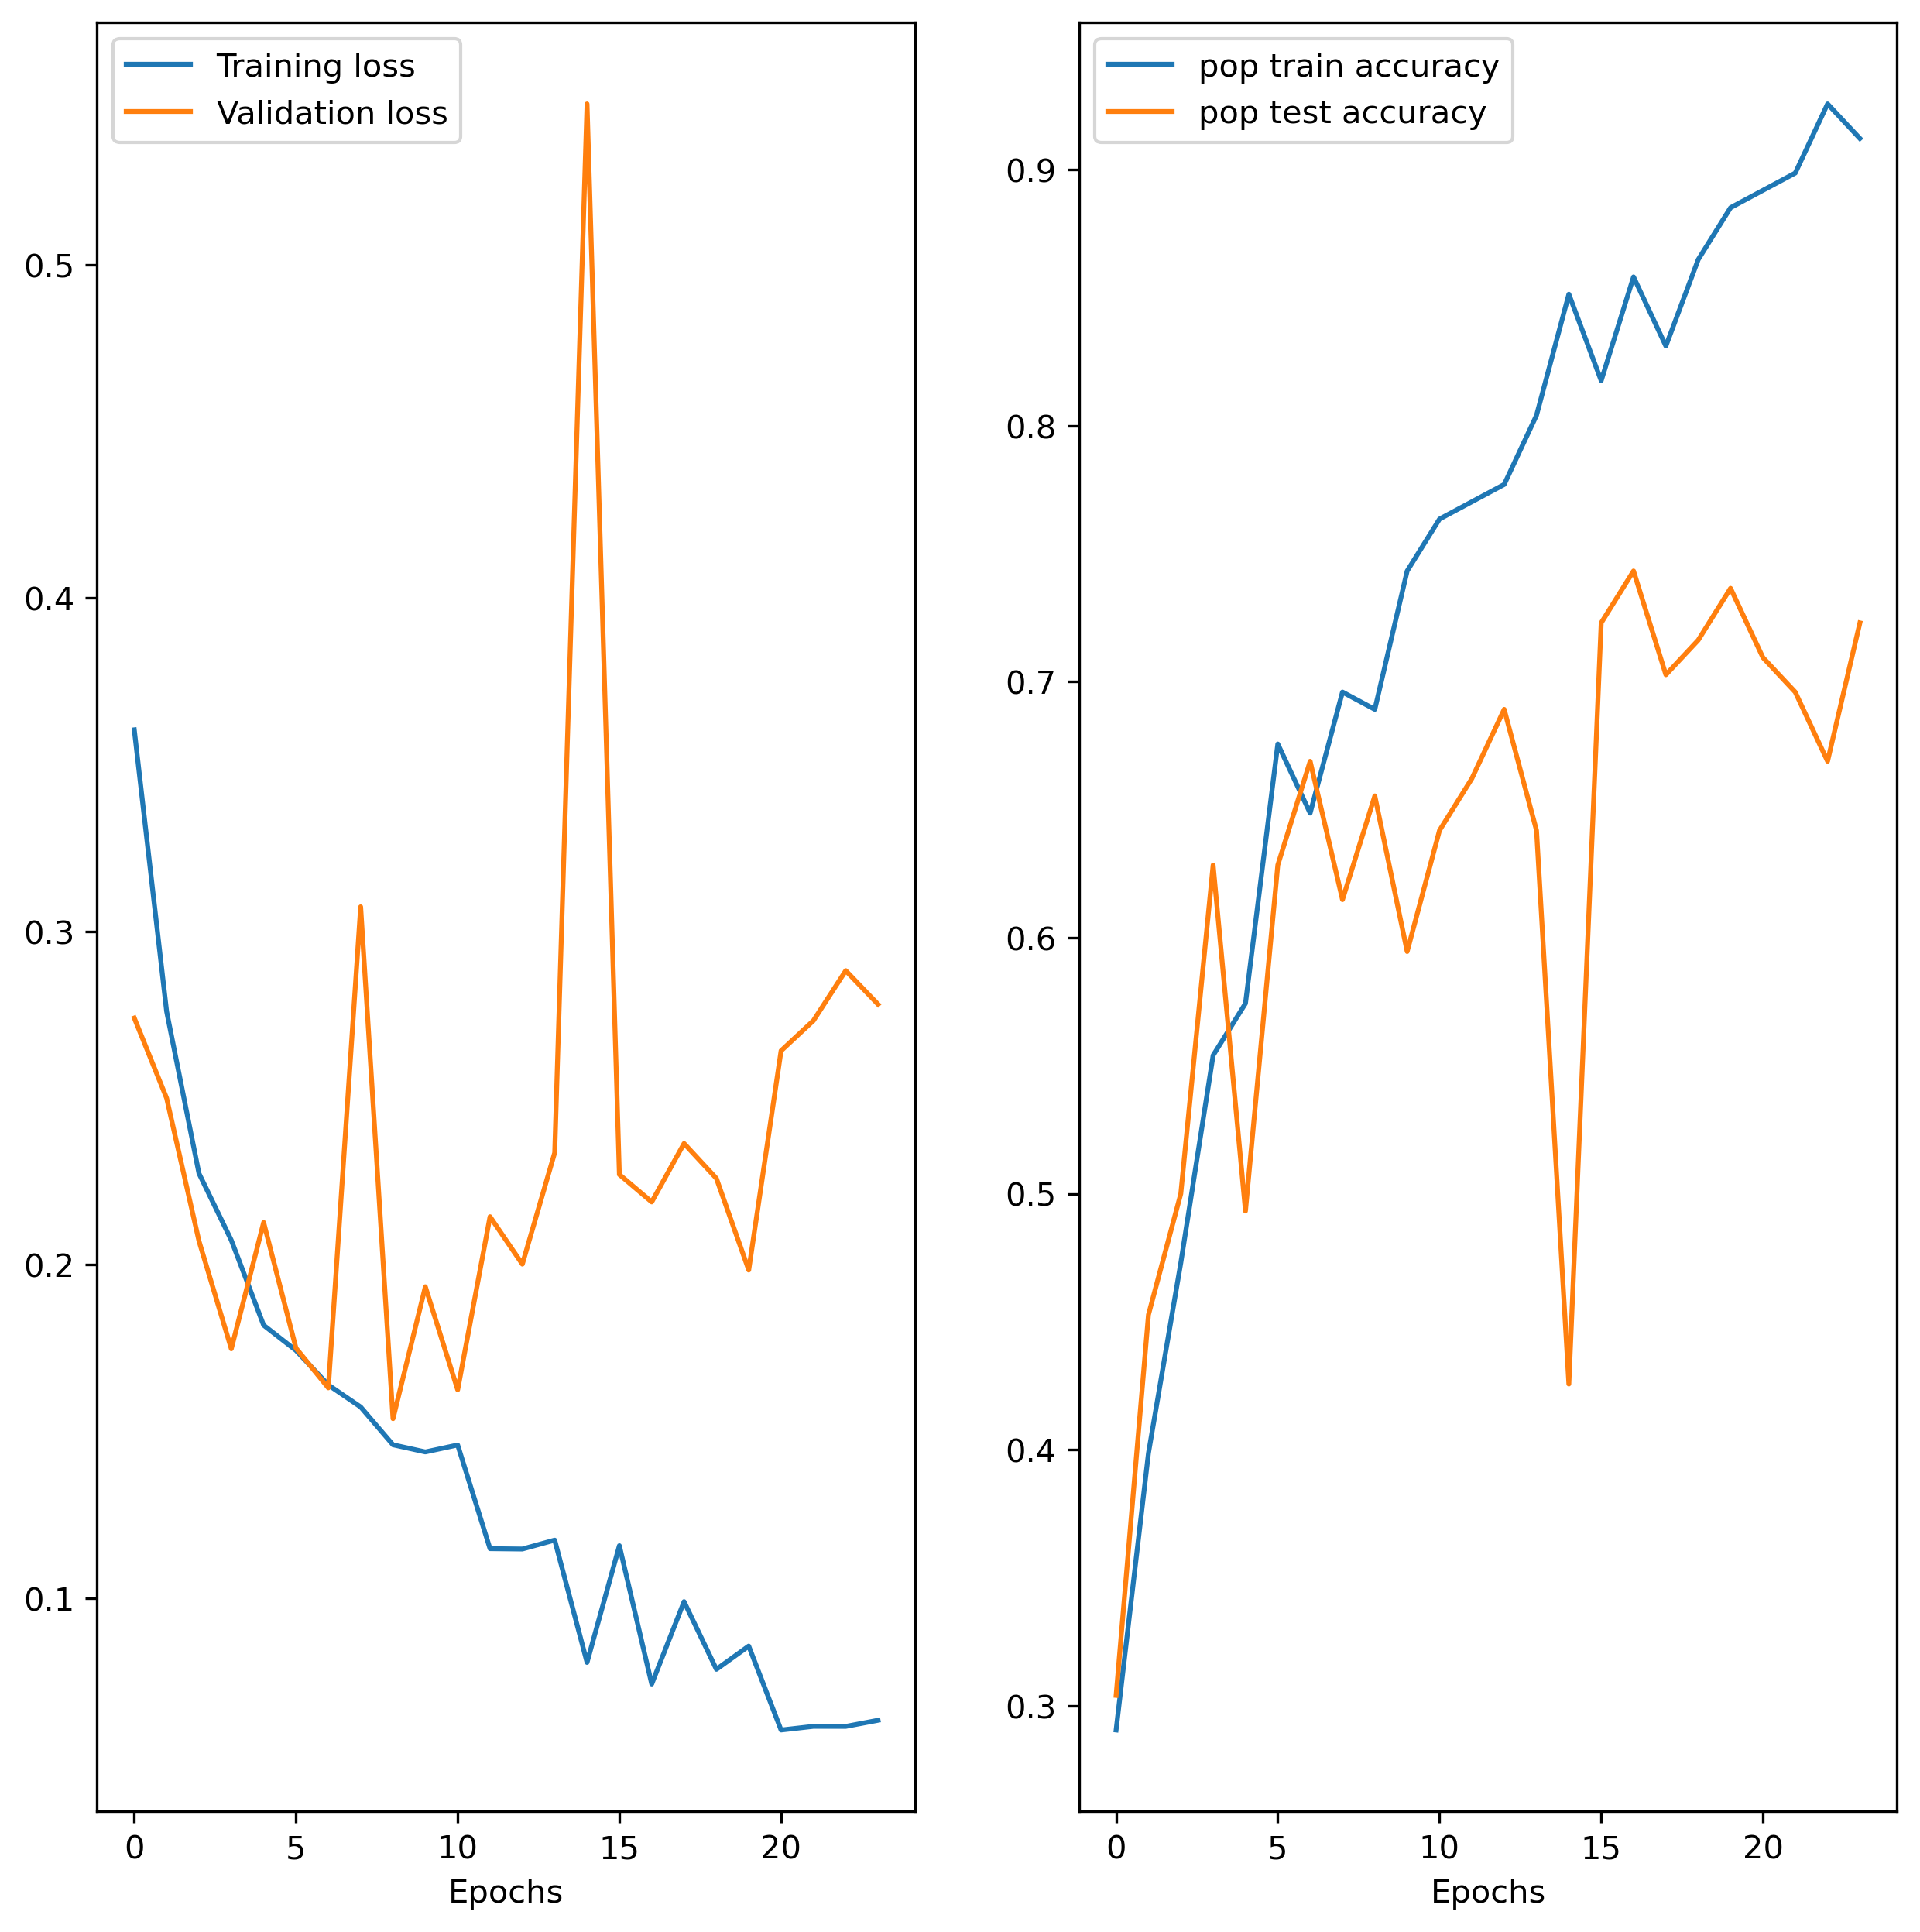 Training loss
Validation loss
0.5
0.4
0.3
0.2
0.1
0 5 10 15 20
Epochs
pop train accuracy
pop test accuracy
0.9
0.8
0.7
0.6
0.5
0.4
0.3
0 5 10 15 20
Epochs